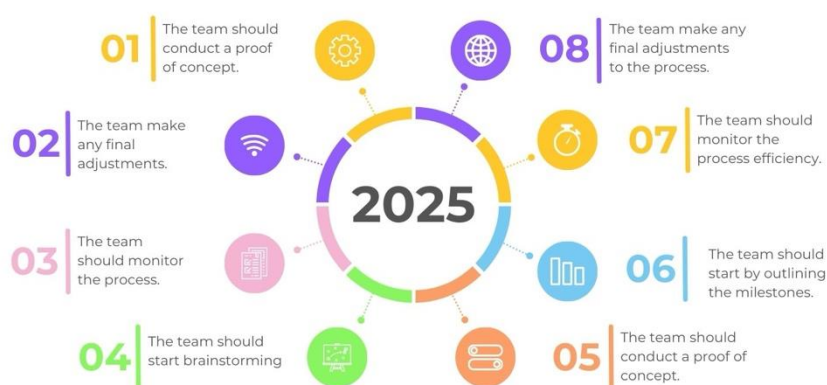 01
The team should
conduct a proof
of concept.
02
The team make
any final
adjustments.
03
The team
should monitor
the process.
04
The team should
start brainstorming
2025
08
The team make any
final adjustments
to the process.
07
The team should
monitor the
process efficiency.
06
The team should
start by outlining
the milestones.
05
The team should
conduct a proof of
concept.